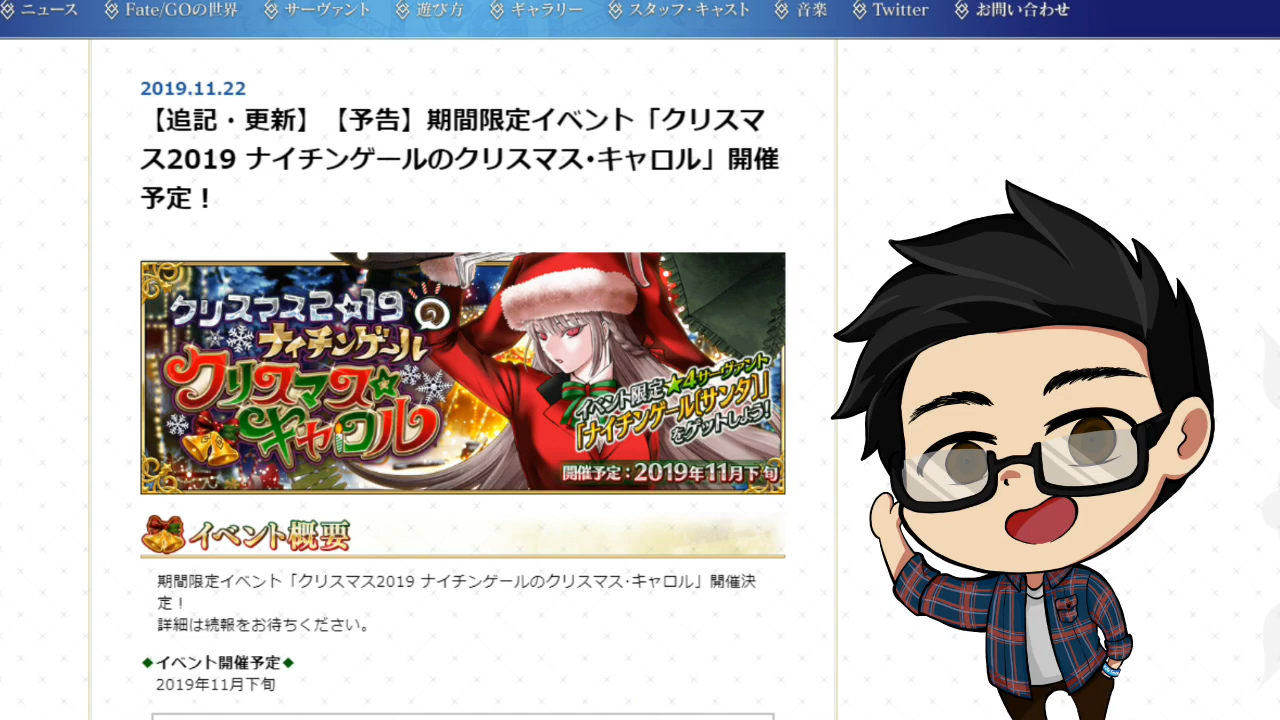 ニュース Fate/GOの世界 サーヴァント 遊び方 ギャラリー スタッフ・キャスト 音楽 Twitter お問い合わせ
2019.11.22
【追記・更新】【予告】期間限定イベント「クリスマ
ス2019 ナイチンゲールのクリスマス･キャロル」開催
予定！
クリスマス2☆19の
ナイチンゲール
クリスマス☆
キャロル
イベント限定★4サーヴァント
「ナイチンゲール〔サンタ〕」
をゲットしよう!
開催予定：2019年11月下旬
イベント概要
期間限定イベント「クリスマス2019 ナイチンゲールのクリスマス･キャロル」開催決
定！
詳細は続報をお待ちください。
◆イベント開催予定◆
2019年11月下旬